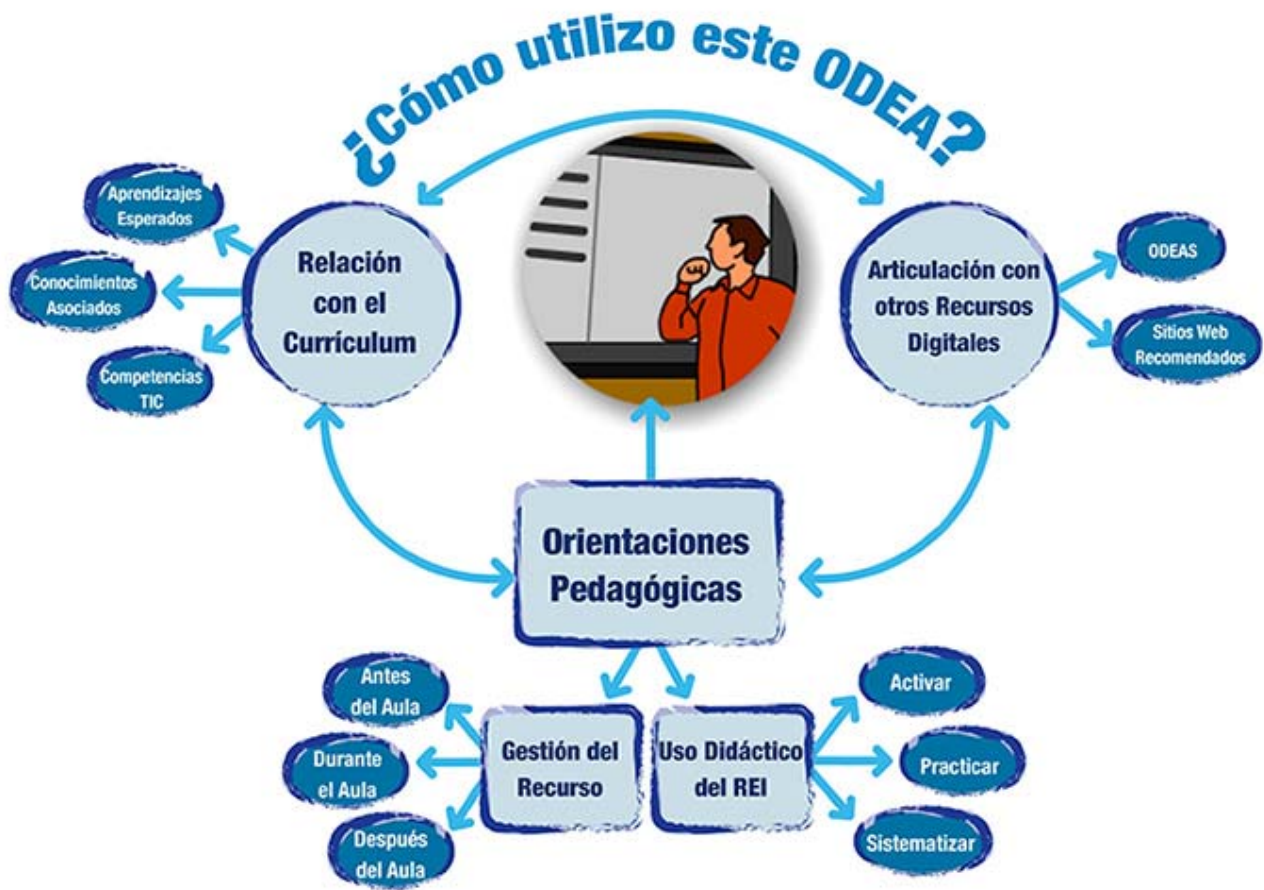 ¿Cómo utilizo este ODEA?
Aprendizajes
Esperados
Conocimientos
Asociados
Competencias
TIC
Relación
con el
Currículum
Articulación con
otros Recursos
Digitales
ODEAS
Sitios Web
Recomendados
Orientaciones
Pedagógicas
Antes
del Aula
Durante
el Aula
Después
del Aula
Gestión del
Recurso
Uso Didáctico
del REI
Activar
Practicar
Sistematizar